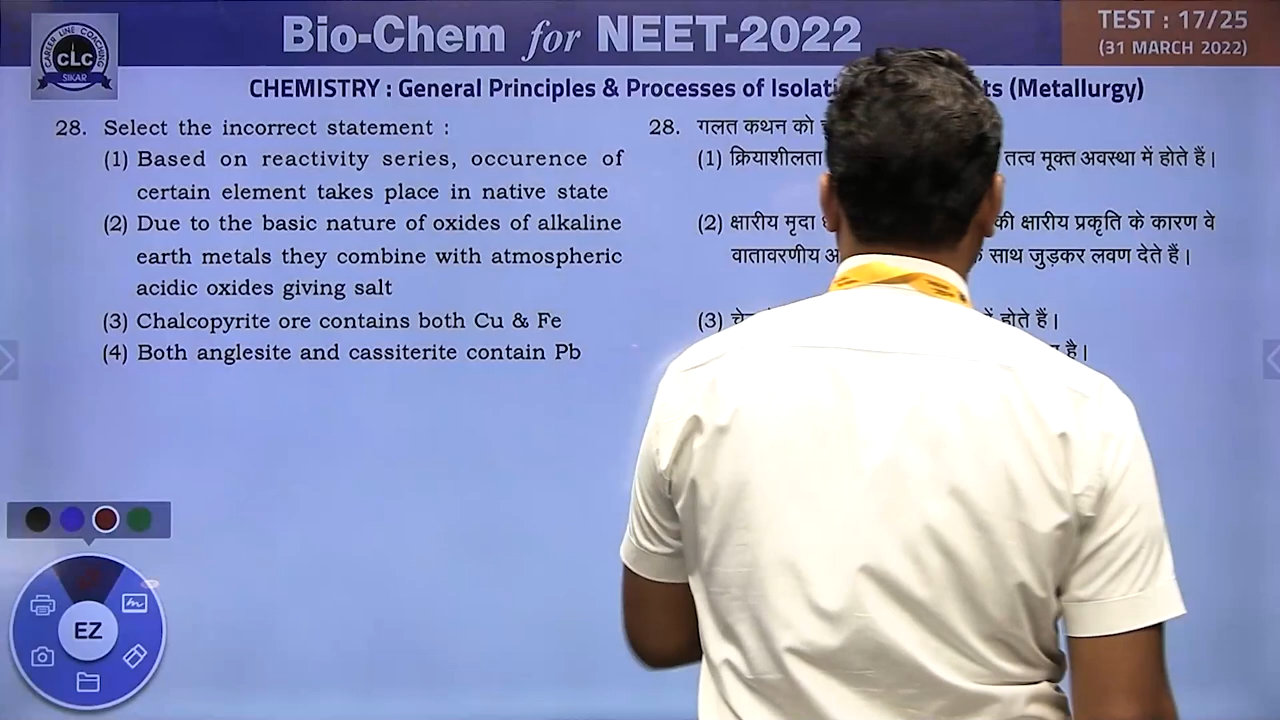 CAREER LINE COACHING
CLC
SIKAR
Bio-Chem for NEET-2022
TEST : 17/25
(31 MARCH 2022)
CHEMISTRY : General Principles & Processes of (Metallurgy)
28. Select the incorrect statement :
(1) Based on reactivity series, occurence of
certain element takes place in native state
(2) Due to the basic nature of oxides of alkaline
earth metals they combine with atmospheric
acidic oxides giving salt
(3) Chalcopyrite ore contains both Cu & Fe
(4) Both anglesite and cassiterite contain Pb
28. गलत कथन को
(1) क्रियाशीलता तत्व मूक्त अवस्था में होते हैं।
(2) क्षारीय मृदा की क्षारीय प्रकृति के कारण वे
वातावरणीय साथ जुड़कर लवण देते हैं।
(3) होते हैं।
(4) है।
EZ